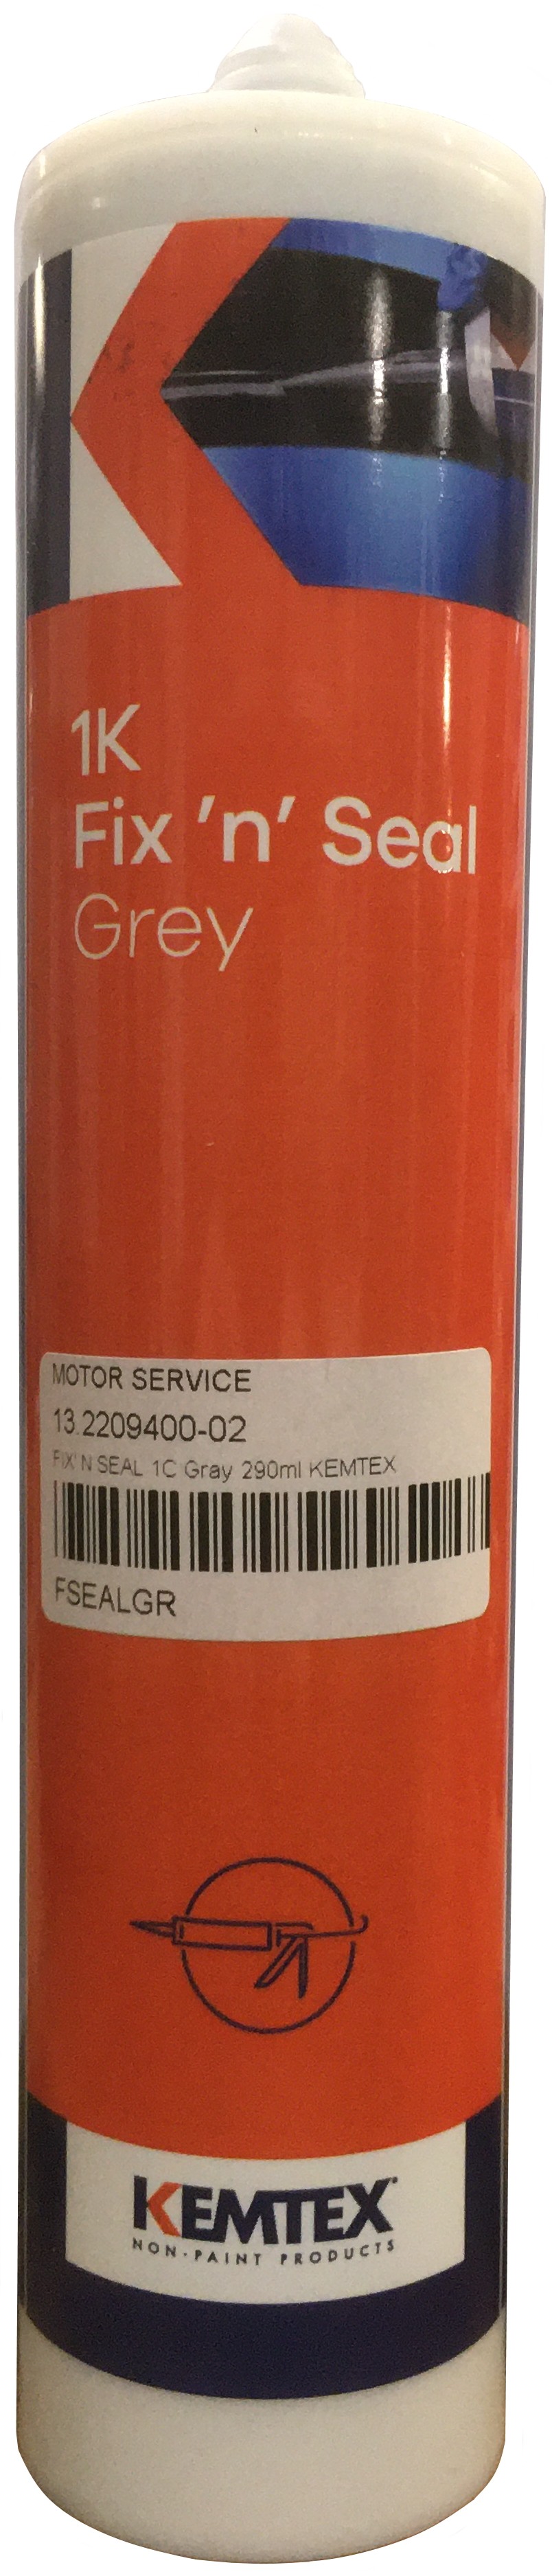 1K
Fix 'n' Seal
Grey
MOTOR SERVICE
13.2209400-02
FIX' N SEAL 1C Gray 290ml KEMTEX
FSEALGR
KEMTEX
NON-PAINT PRODUCTS